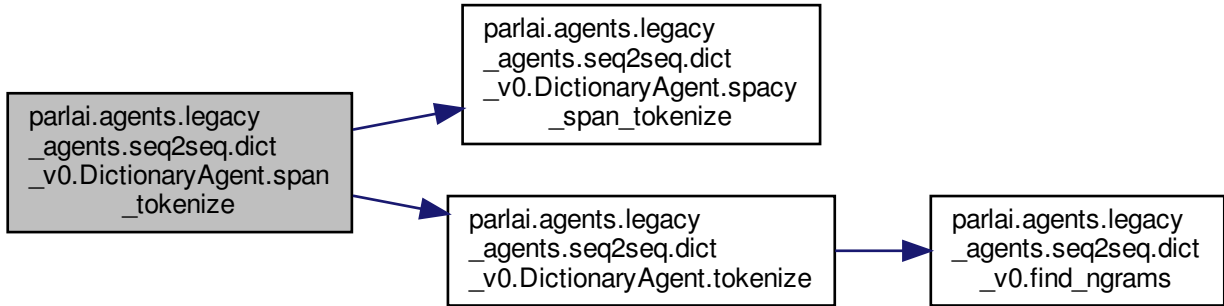 parlai.agents.legacy
_agents.seq2seq.dict
_v0.DictionaryAgent.span
_tokenize
parlai.agents.legacy
_agents.seq2seq.dict
_v0.DictionaryAgent.spacy
_span_tokenize
parlai.agents.legacy
_agents.seq2seq.dict
_v0.DictionaryAgent.tokenize
parlai.agents.legacy
_agents.seq2seq.dict
_v0.find_ngrams